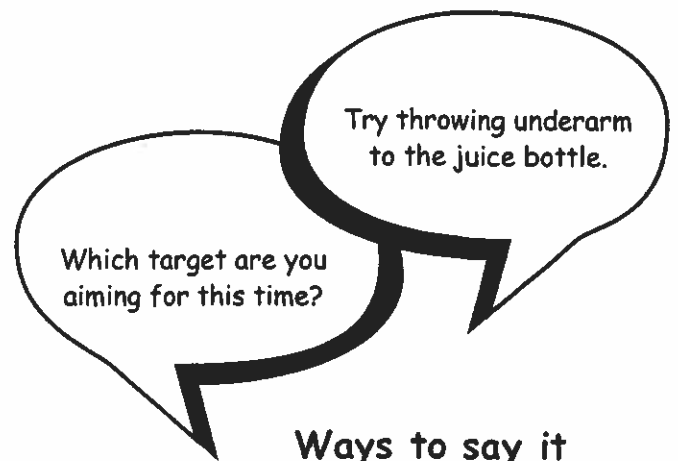 Try throwing underarm
to the juice bottle.
Which target are you
aiming for this time?
Ways to say it